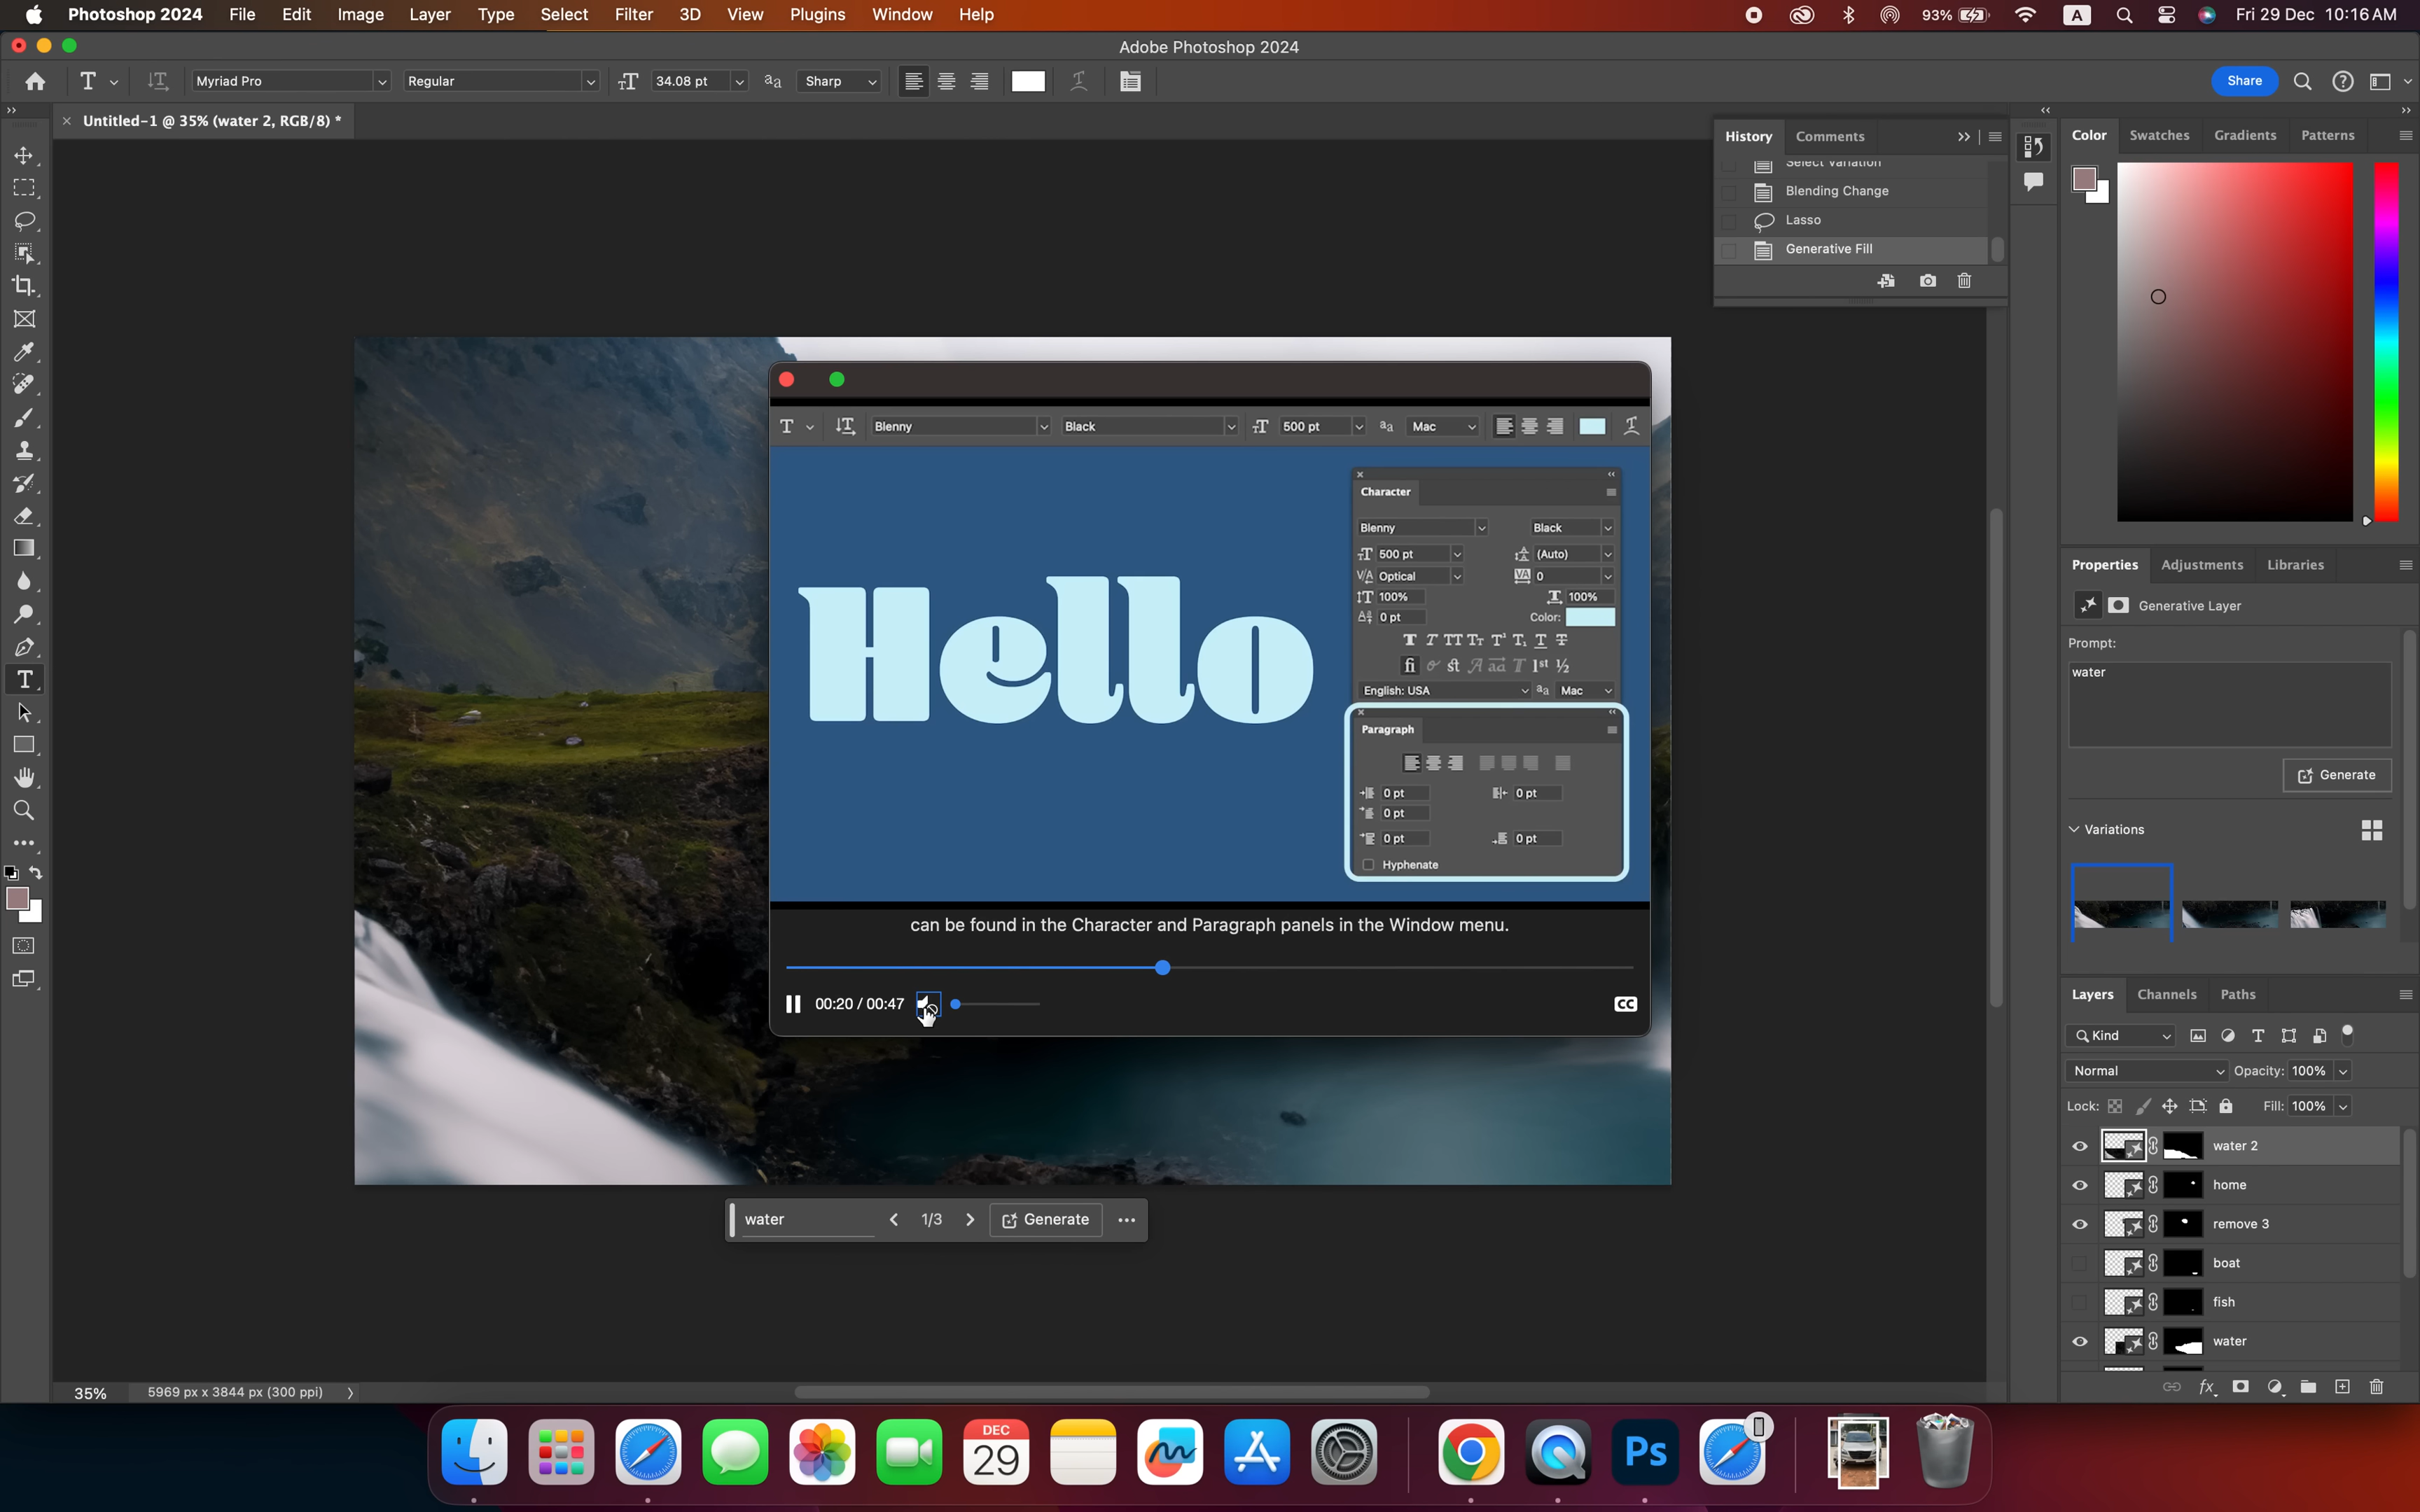 Photoshop 2024 File Edit Image Layer Type Select Filter 3D View Plugins Window Help 93% A Fri 29 Dec 10:16 AM
Adobe Photoshop 2024
T Myriad Pro Regular 34.08 pt Sharp Share
Untitled-1 @ 35% (water 2, RGB/8) *
History Comments
Select Variation
Blending Change
Lasso
Generative Fill
Color Swatches Gradients Patterns
T Blenny Black 500 pt Mac
Hello
Character
Blenny Black
500 pt (Auto)
Optical 0
100% 100%
0 pt Color:
English: USA Mac
Paragraph
0 pt 0 pt
0 pt
0 pt 0 pt
Hyphenate
can be found in the Character and Paragraph panels in the Window menu.
00:20 / 00:47 CC
Properties Adjustments Libraries
Generative Layer
Prompt:
water
Generate
Variations
Layers Channels Paths
Kind
Normal Opacity: 100%
Lock: Fill: 100%
water 2
home
remove 3
boat
fish
water
fx
water 1/3 Generate
35% 5969 px x 3844 px (300 ppi)
DEC
29
Ps